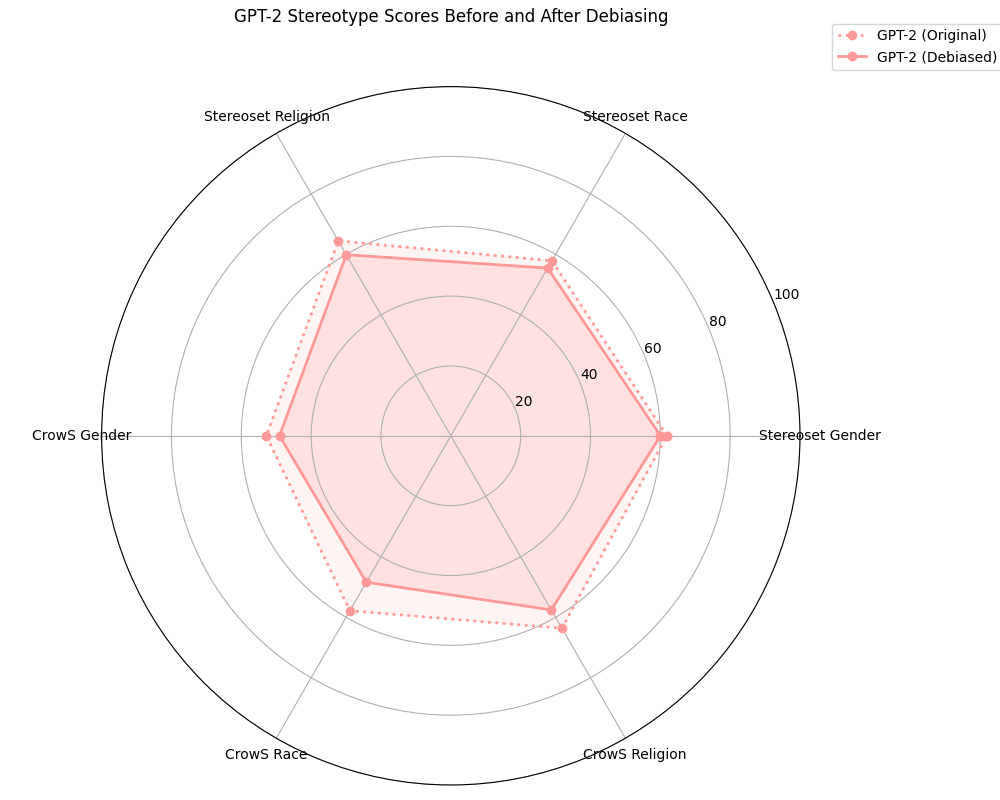 GPT-2 Stereotype Scores Before and After Debiasing
GPT-2 (Original)
GPT-2 (Debiased)
Stereoset Religion
Stereoset Race
100
80
60
40
20
CrowS Gender
Stereoset Gender
CrowS Race
CrowS Religion